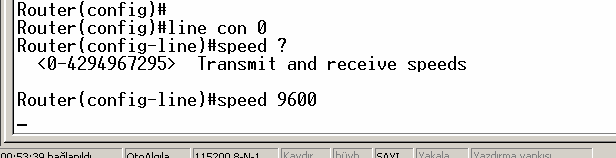 Router(config)#
Router(config)#line con 0
Router(config-line)#speed ?
  <0-4294967295>  Transmit and receive speeds
Router(config-line)#speed 9600
_
00:53:39 bağlanıldı OtoAlgıla 115200 8-N-1 Kaydır büyh SAYI Yakala Yazdırma yankısı